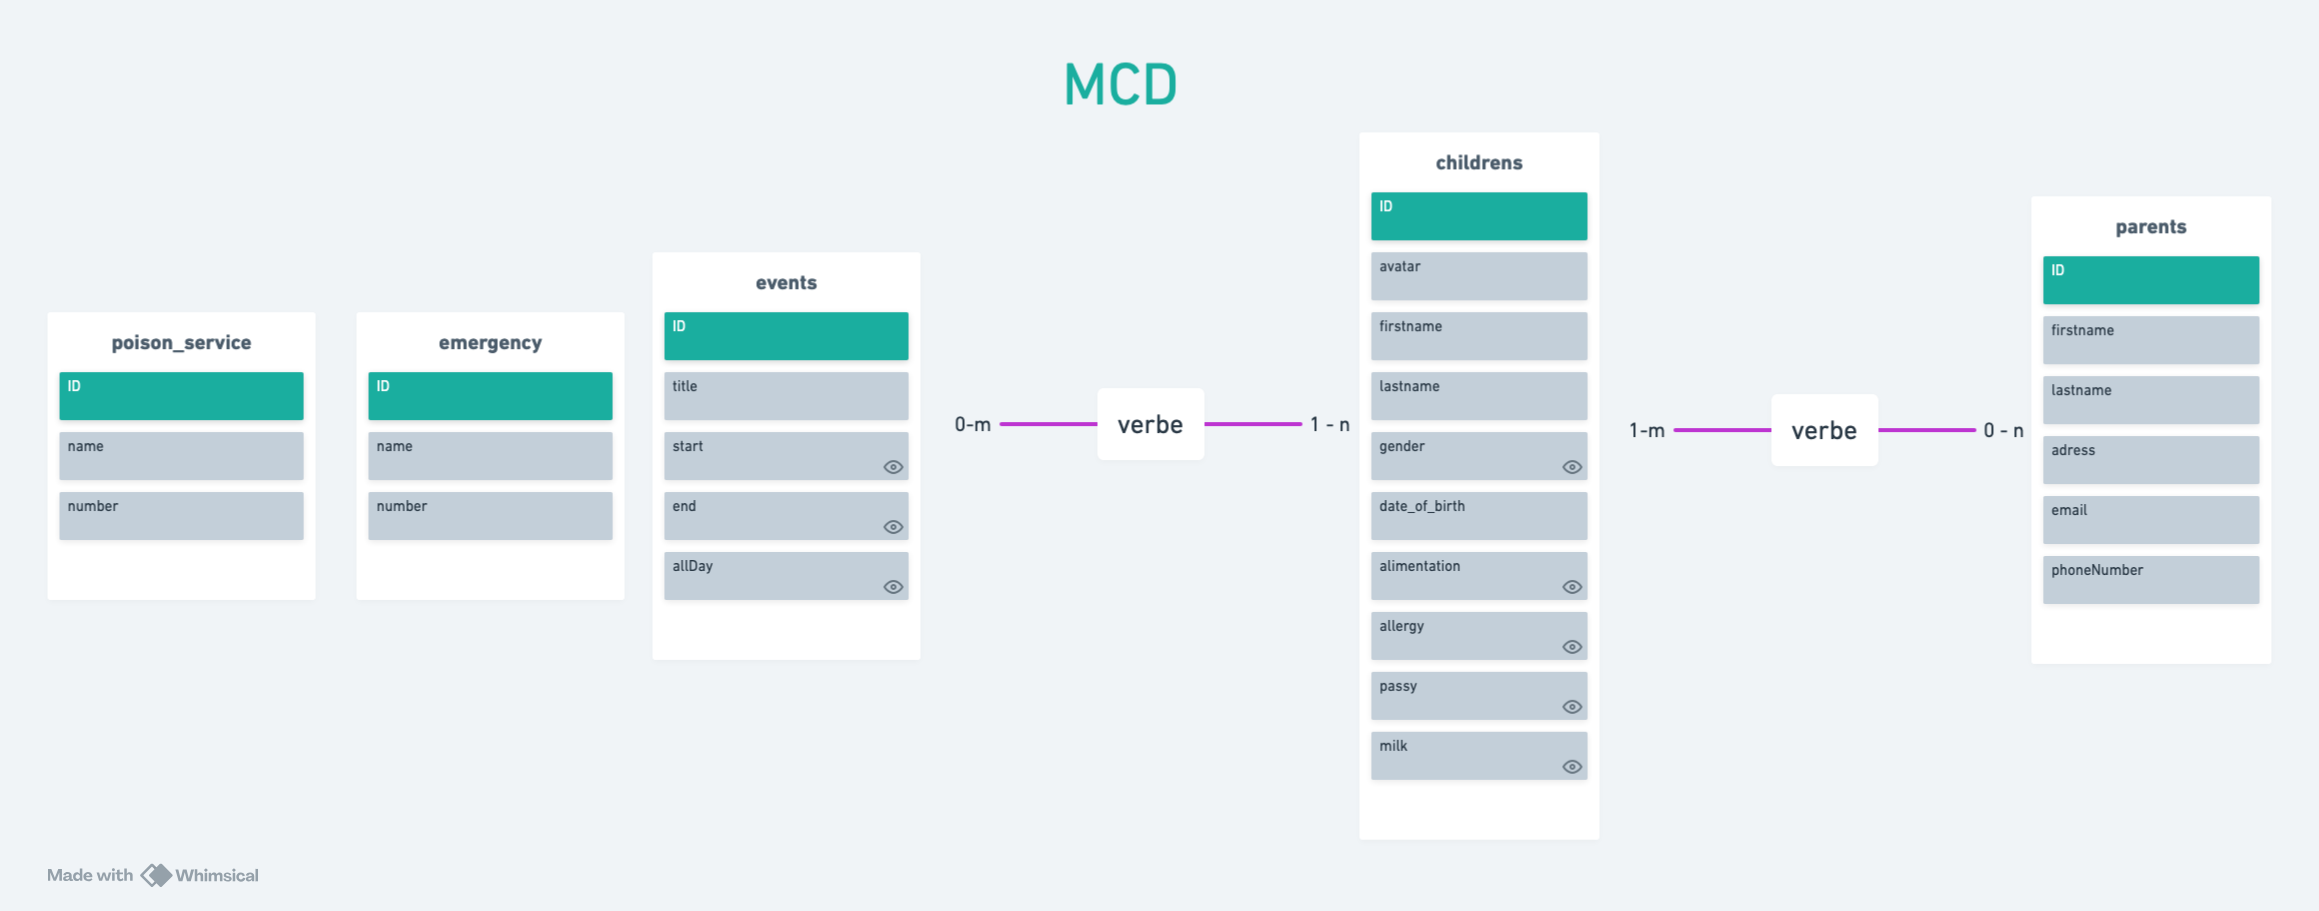 MCD
poison_service
ID
name
number
emergency
ID
name
number
events
ID
title
start
end
allDay
0-m
verbe
1 - n
childrens
ID
avatar
firstname
lastname
gender
date_of_birth
alimentation
allergy
passy
milk
1-m
verbe
0 - n
parents
ID
firstname
lastname
adress
email
phoneNumber
Made with Whimsical